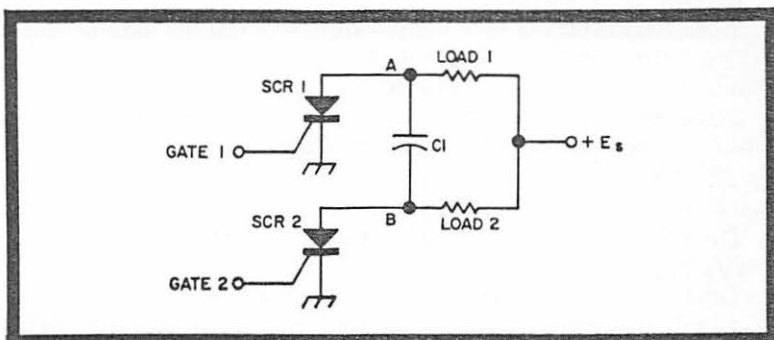 LOAD 1
A
SCR 1
GATE 1
C1
+ Es
B
SCR 2
LOAD 2
GATE 2